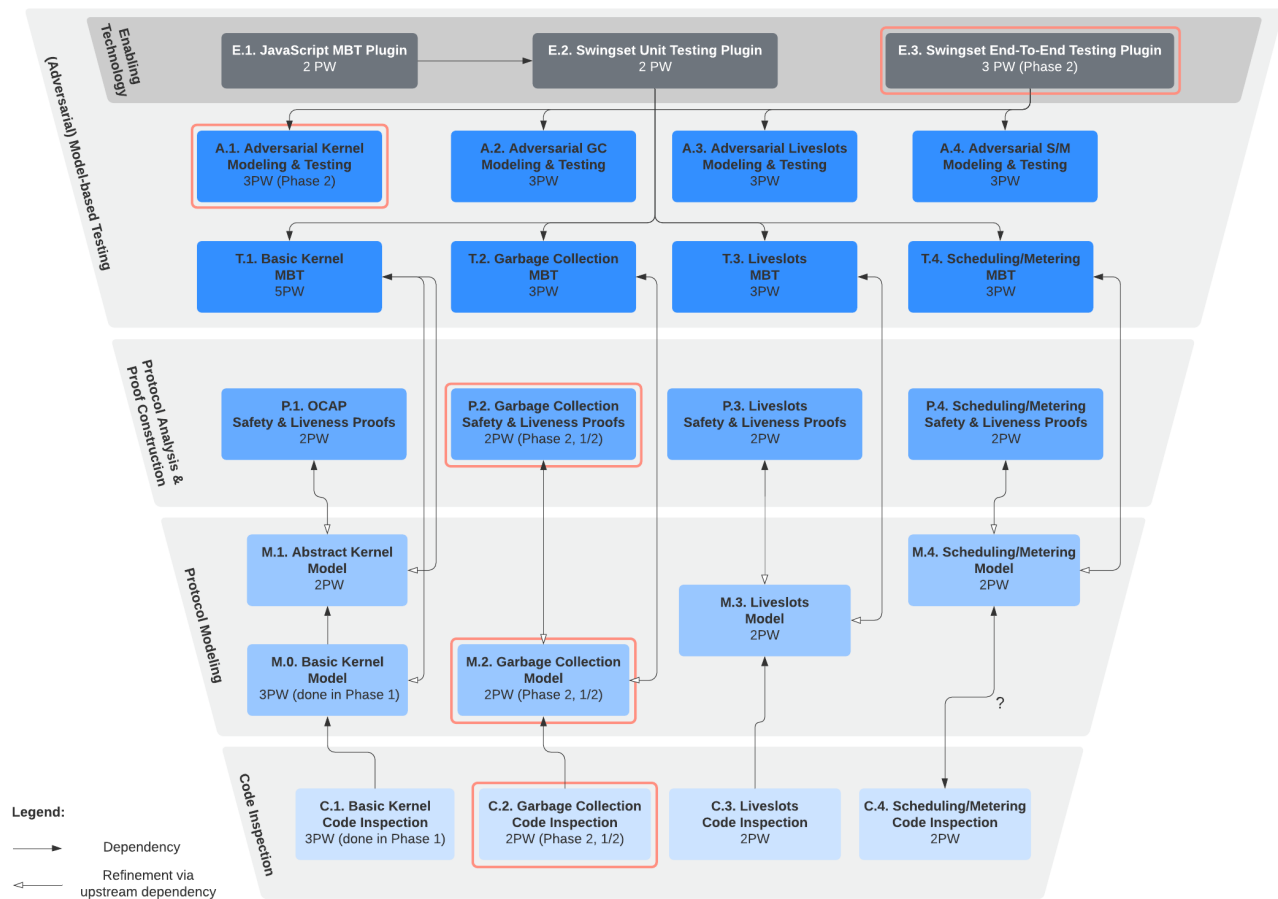 (Adversarial) Model-based Testing
Enabling
Technology
E.1. JavaScript MBT Plugin
2 PW
E.2. Swingset Unit Testing Plugin
2 PW
E.3. Swingset End-To-End Testing Plugin
3 PW (Phase 2)
A.1. Adversarial Kernel
Modeling & Testing
3PW (Phase 2)
A.2. Adversarial GC
Modeling & Testing
3PW
A.3. Adversarial Liveslots
Modeling & Testing
3PW
A.4. Adversarial S/M
Modeling & Testing
3PW
T.1. Basic Kernel
MBT
5PW
T.2. Garbage Collection
MBT
3PW
T.3. Liveslots
MBT
3PW
T.4. Scheduling/Metering
MBT
3PW
Protocol Analysis &
Proof Construction
P.1. OCAP
Safety & Liveness Proofs
2PW
P.2. Garbage Collection
Safety & Liveness Proofs
2PW (Phase 2, 1/2)
P.3. Liveslots
Safety & Liveness Proofs
2PW
P.4. Scheduling/Metering
Safety & Liveness Proofs
2PW
Protocol Modeling
M.1. Abstract Kernel
Model
2PW
M.4. Scheduling/Metering
Model
2PW
M.3. Liveslots
Model
2PW
M.0. Basic Kernel
Model
3PW (done in Phase 1)
M.2. Garbage Collection
Model
2PW (Phase 2, 1/2)
?
Code Inspection
C.1. Basic Kernel
Code Inspection
3PW (done in Phase 1)
C.2. Garbage Collection
Code Inspection
2PW (Phase 2, 1/2)
C.3. Liveslots
Code Inspection
2PW
C.4. Scheduling/Metering
Code Inspection
2PW
Legend:
Dependency
Refinement via
upstream dependency